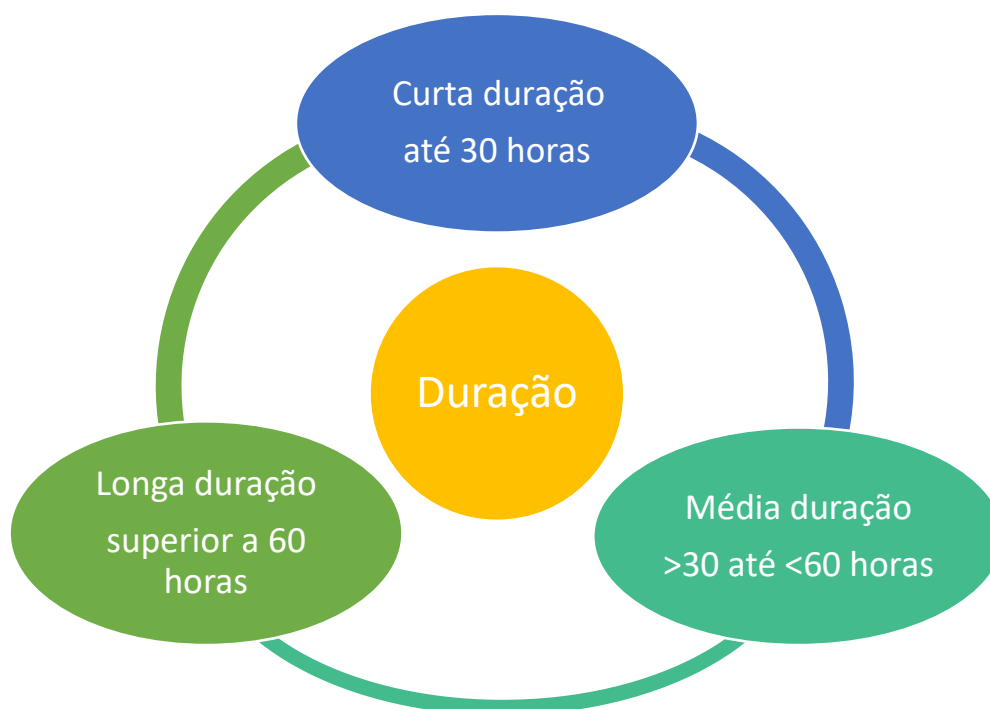 Curta duração
até 30 horas
Duração
Longa duração
superior a 60
horas
Média duração
>30 até <60 horas